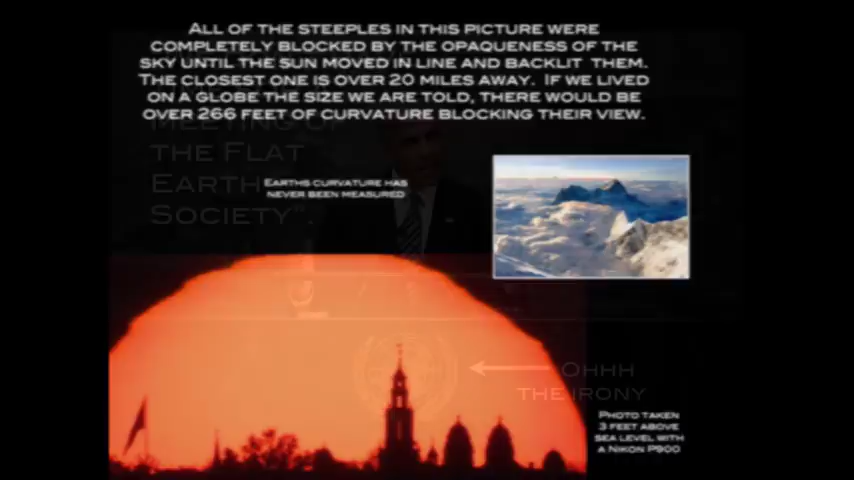 ALL OF THE STEEPLES IN THIS PICTURE WERE
COMPLETELY BLOCKED BY THE OPAQUENESS OF THE
SKY UNTIL THE SUN MOVED IN LINE AND BACKLIT THEM.
THE CLOSEST ONE IS OVER 20 MILES AWAY. IF WE LIVED
ON A GLOBE THE SIZE WE ARE TOLD, THERE WOULD BE
OVER 266 FEET OF CURVATURE BLOCKING THEIR VIEW.
MEETING OF
THE FLAT
EARTH
SOCIETY".
EARTHS CURVATURE HAS
NEVER BEEN MEASURED
OHHH
THE IRONY
PHOTO TAKEN
3 FEET ABOVE
SEA LEVEL WITH
A NIKON P900